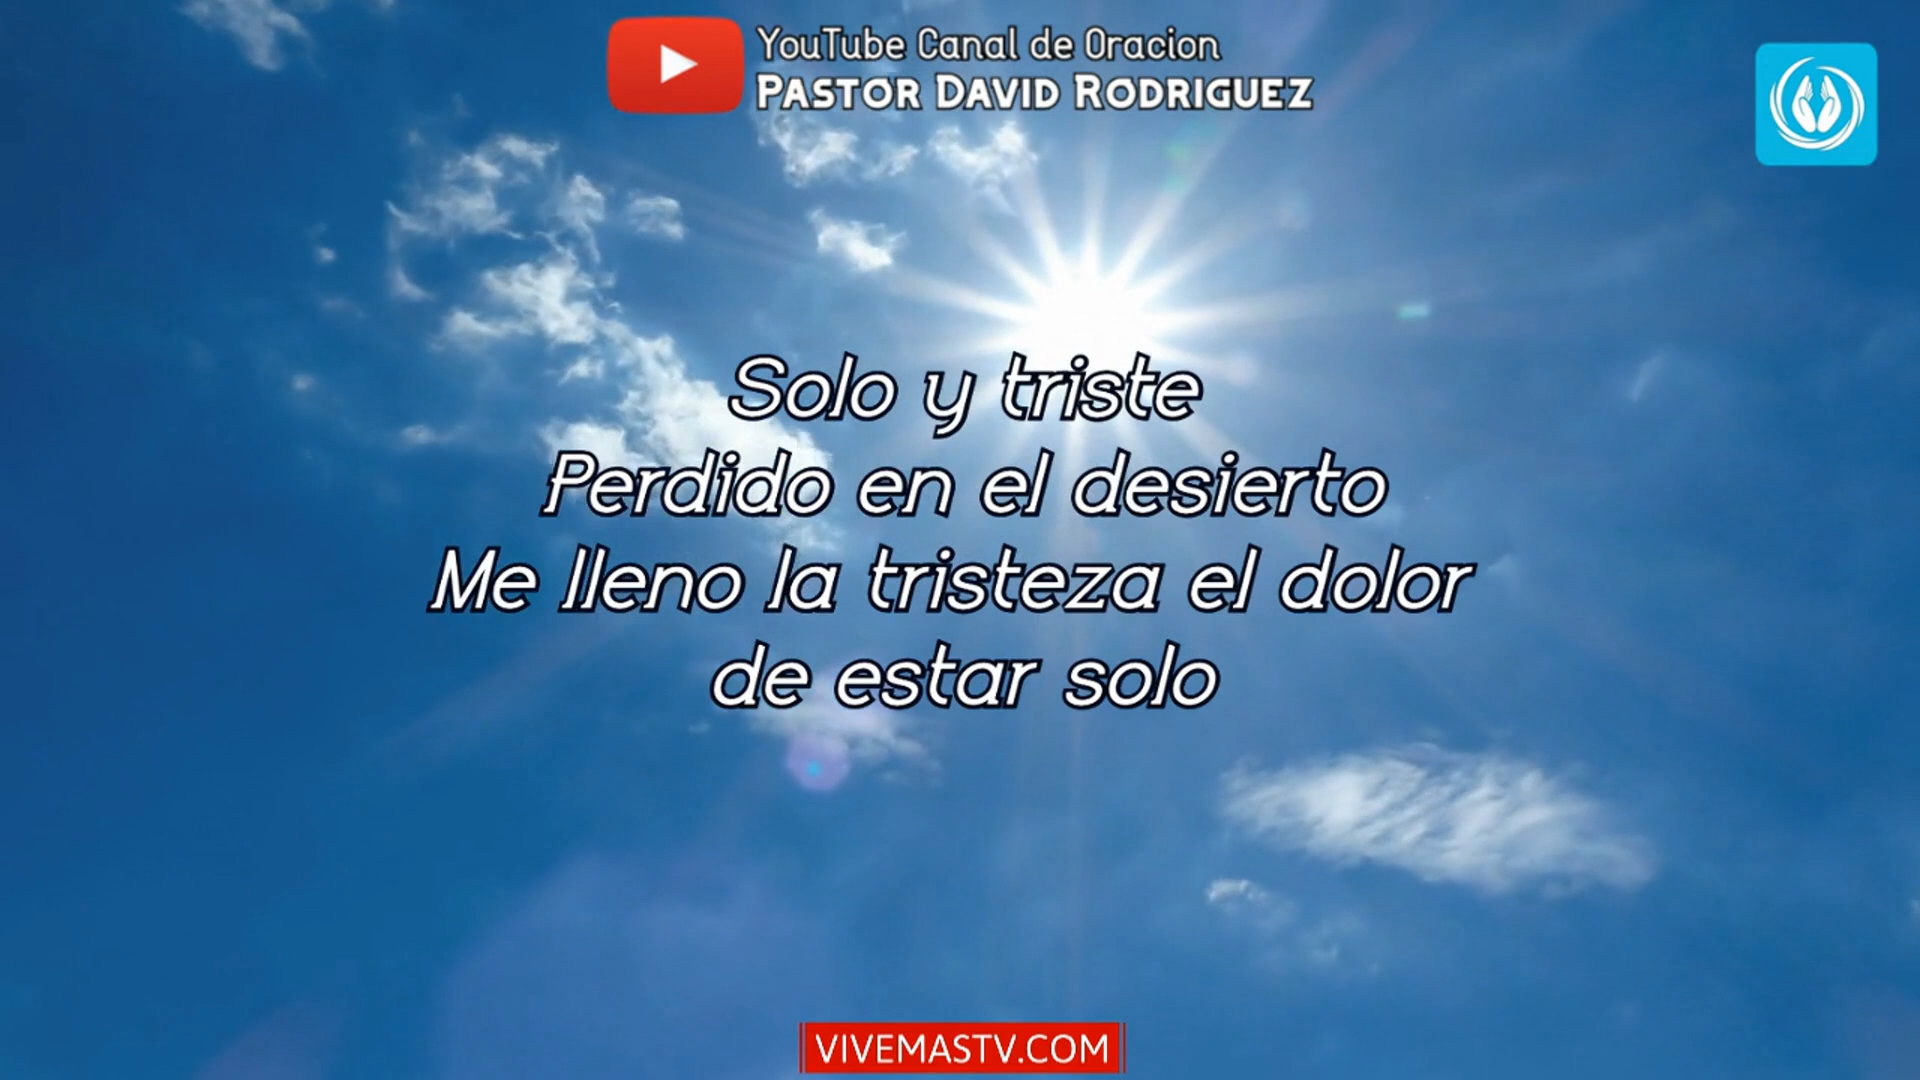 YouTube Canal de Oracion
PASTOR DAVID RODRIGUEZ
Solo y triste
Perdido en el desierto
Me lleno la tristeza el dolor
de estar solo
VIVEMASTV.COM